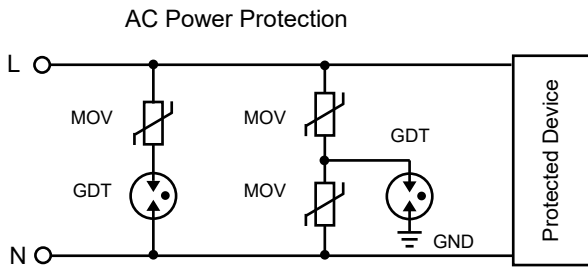 AC Power Protection
L
MOV
MOV
GDT
GDT
MOV
N
GND
Protected Device